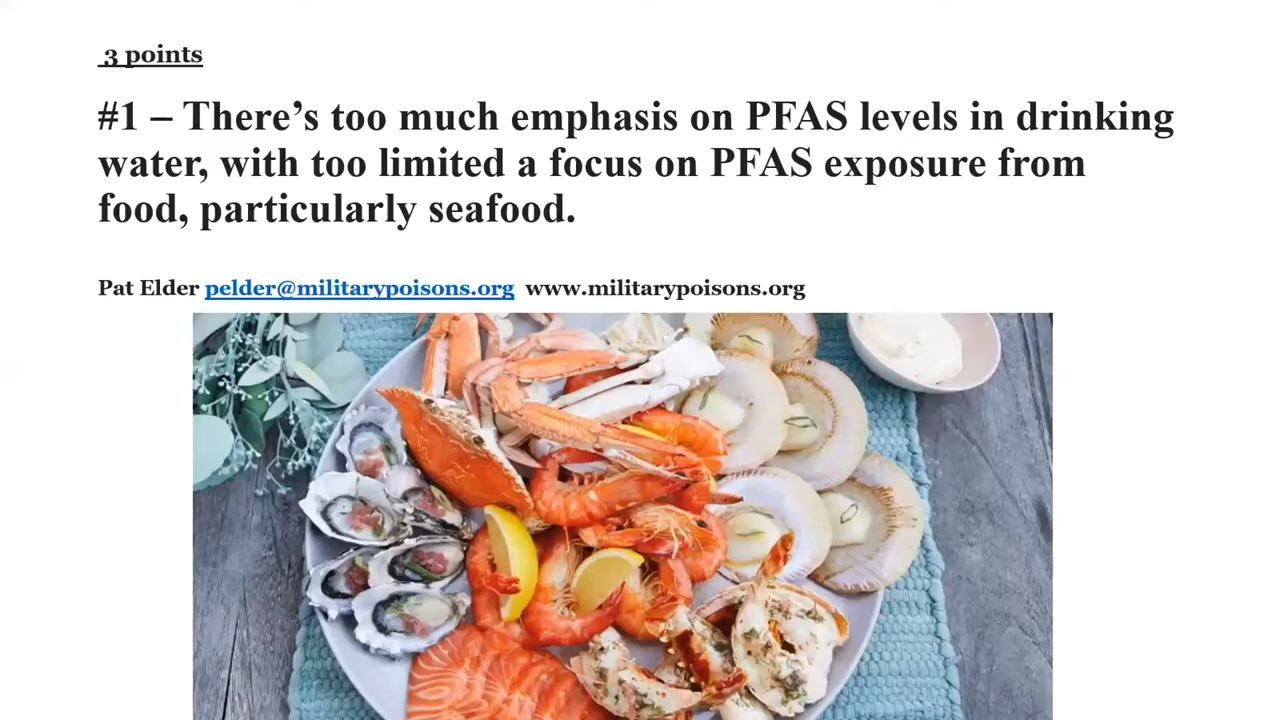 3 points
#1 – There’s too much emphasis on PFAS levels in drinking
water, with too limited a focus on PFAS exposure from
food, particularly seafood.
Pat Elder pelder@militarypoisons.org www.militarypoisons.org